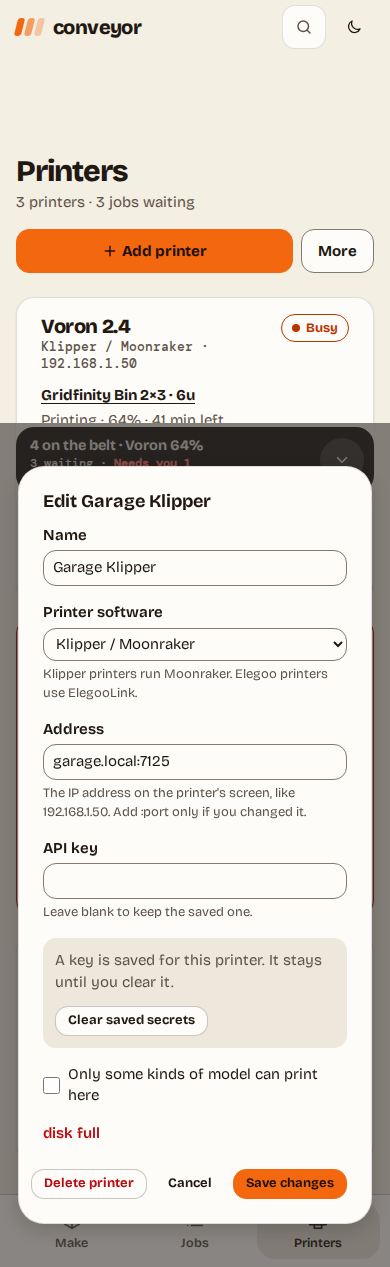 conveyor
Printers
3 printers · 3 jobs waiting
+ Add printer
More
Voron 2.4
Busy
Klipper / Moonraker ·
192.168.1.50
Gridfinity Bin 2×3 · 6u
Printing · 64% · 41 min left
4 on the belt · Voron 64%
3 waiting · Needs you 1
Edit Garage Klipper
Name
Garage Klipper
Printer software
Klipper / Moonraker
Klipper printers run Moonraker. Elegoo printers
use ElegooLink.
Address
garage.local:7125
The IP address on the printer's screen, like
192.168.1.50. Add :port only if you changed it.
API key
Leave blank to keep the saved one.
A key is saved for this printer. It stays
until you clear it.
Clear saved secrets
Only some kinds of model can print
here
disk full
Delete printer
Cancel
Save changes
Make
Jobs
Printers